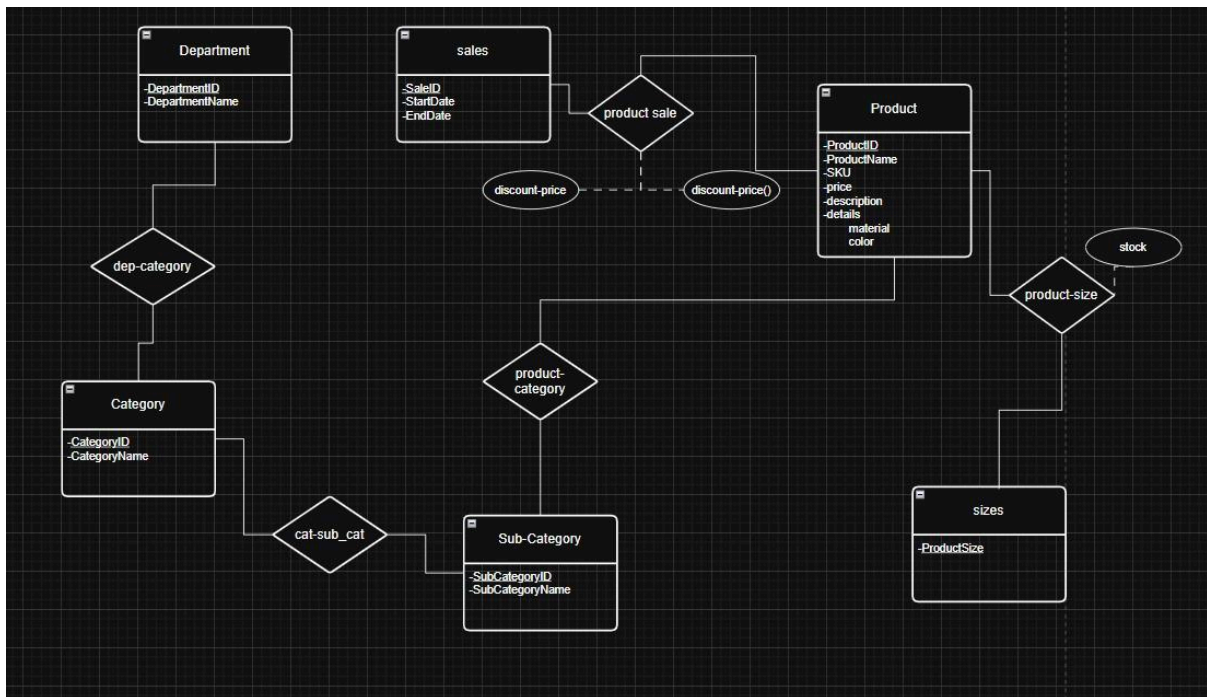 Department
-DepartmentID
-DepartmentName
sales
-SaleID
-StartDate
-EndDate
product sale
discount-price
discount-price()
Product
-ProductID
-ProductName
-SKU
-price
-description
-details
material
color
stock
product-size
dep-category
product-
category
Category
-CategoryID
-CategoryName
cat-sub_cat
Sub-Category
-SubCategoryID
-SubCategoryName
sizes
-ProductSize